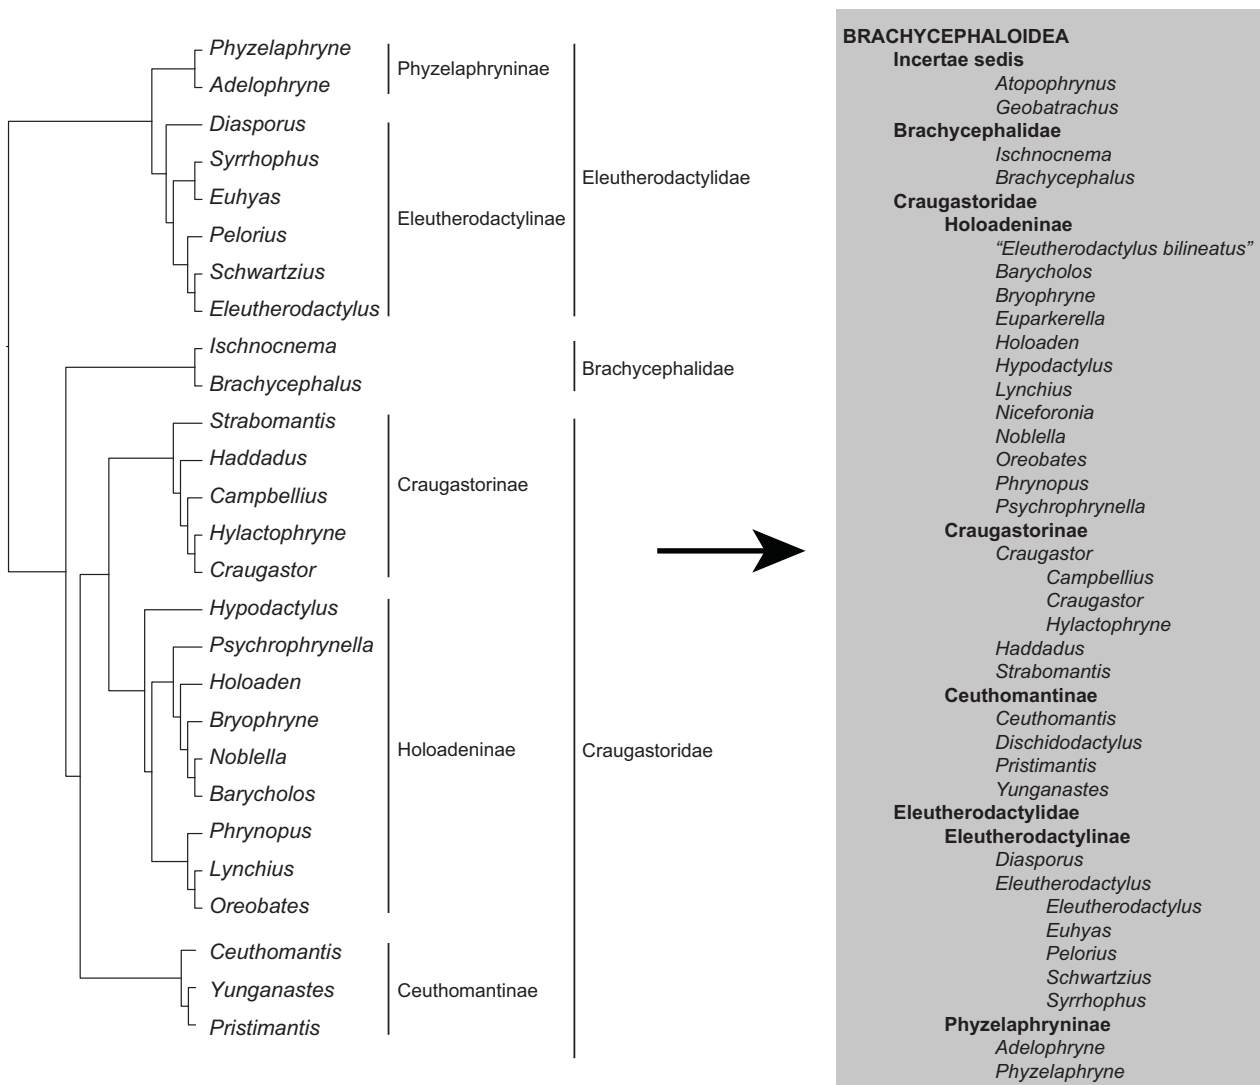 Phyzelaphryne
Adelophryne
Diasporus
Syrrhophus
Euhyas
Pelorius
Schwartzius
Eleutherodactylus
Ischnocnema
Brachycephalus
Strabomantis
Haddadus
Campbellius
Hylactophryne
Craugastor
Hypodactylus
Psychrophrynella
Holoaden
Bryophryne
Noblella
Barycholos
Phrynopus
Lynchius
Oreobates
Ceuthomantis
Yunganastes
Pristimantis
Phyzelaphryninae
Eleutherodactylinae
Craugastorinae
Holoadeninae
Ceuthomantinae
Eleutherodactylidae
Brachycephalidae
Craugastoridae
BRACHYCEPHALOIDEA
Incertae sedis
Atopophrynus
Geobatrachus
Brachycephalidae
Ischnocnema
Brachycephalus
Craugastoridae
Holoadeninae
“Eleutherodactylus bilineatus”
Barycholos
Bryophryne
Euparkerella
Holoaden
Hypodactylus
Lynchius
Niceforonia
Noblella
Oreobates
Phrynopus
Psychrophrynella
Craugastorinae
Craugastor
Campbellius
Craugastor
Hylactophryne
Haddadus
Strabomantis
Ceuthomantinae
Ceuthomantis
Dischidodactylus
Pristimantis
Yunganastes
Eleutherodactylidae
Eleutherodactylinae
Diasporus
Eleutherodactylus
Eleutherodactylus
Euhyas
Pelorius
Schwartzius
Syrrhophus
Phyzelaphryninae
Adelophryne
Phyzelaphryne